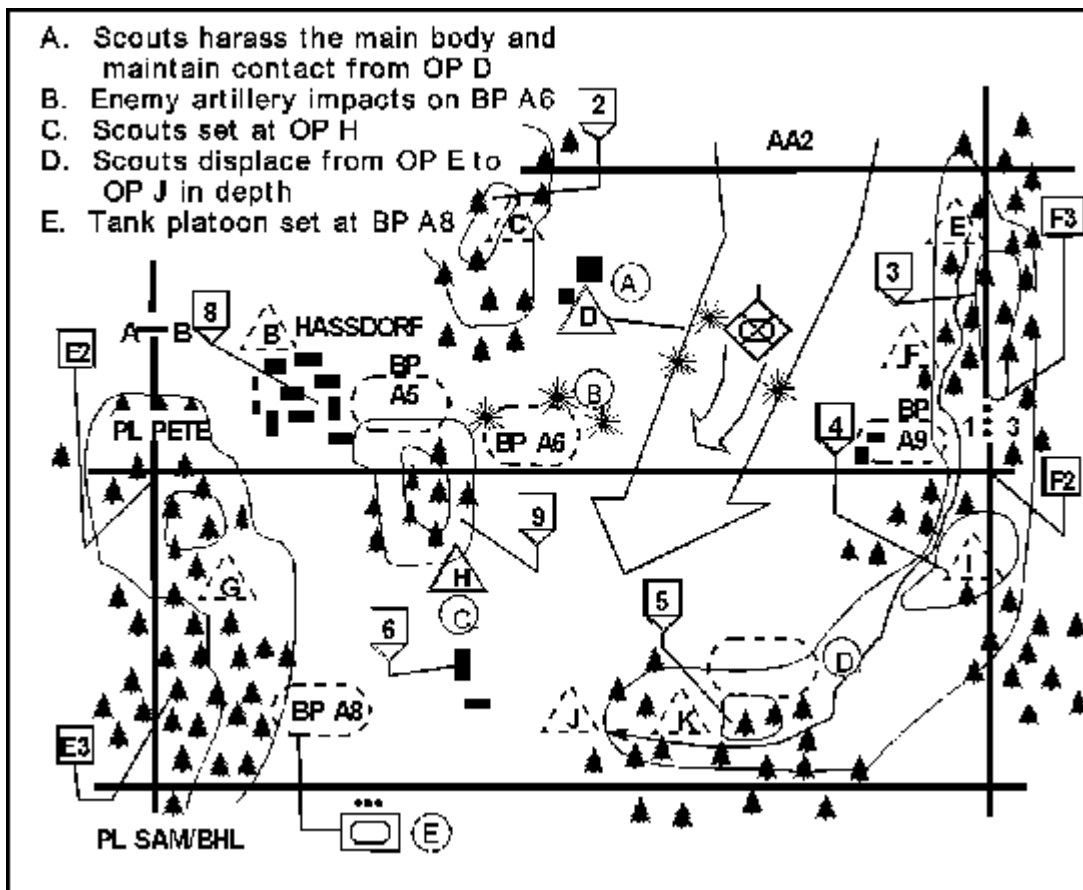 A. Scouts harass the main body and
maintain contact from OP D
B. Enemy artillery impacts on BP A6
C. Scouts set at OP H
D. Scouts displace from OP E to
OP J in depth
E. Tank platoon set at BP A8
2
AA2
C
E
F3
A
3
D
8
B
HASSDORF
A B
E2
BP
A5
F
B
BP
A9
4
1 3
PL PETE
BP A6
F2
9
H
I
G
C
6
5
D
BP A8
J
K
E3
PL SAM/BHL
E